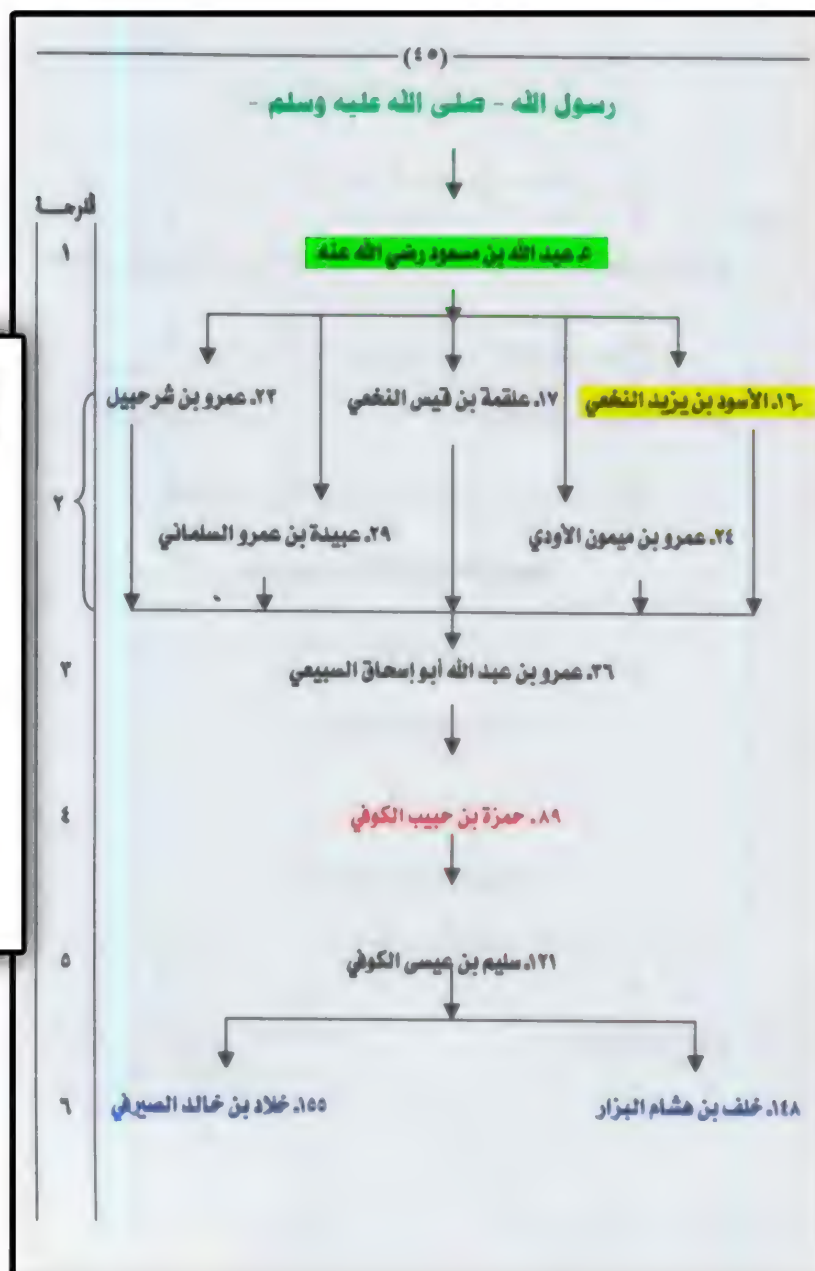 (٤٥)
رسول الله - صلى الله عليه وسلم -
الدرجـــة
١
٥. عبد الله بن مسعود رضي الله عنه
١٦. الأسود بن يزيد النخعي
١٧. علقمة بن قيس النخعي
٢٣. عمرو بن شرحبيل
٢
٢٤. عمرو بن ميمون الأودي
٢٩. عبيدة بن عمرو السلماني
٣
٣٦. عمرو بن عبد الله أبو إسحاق السبيعي
٤
٨٩. حمزة بن حبيب الكوفي
٥
١٢١. سليم بن عيسى الكوفي
٦
١٤٨. خلف بن هشام البزار
١٥٥. خلاد بن خالد الصيرفي